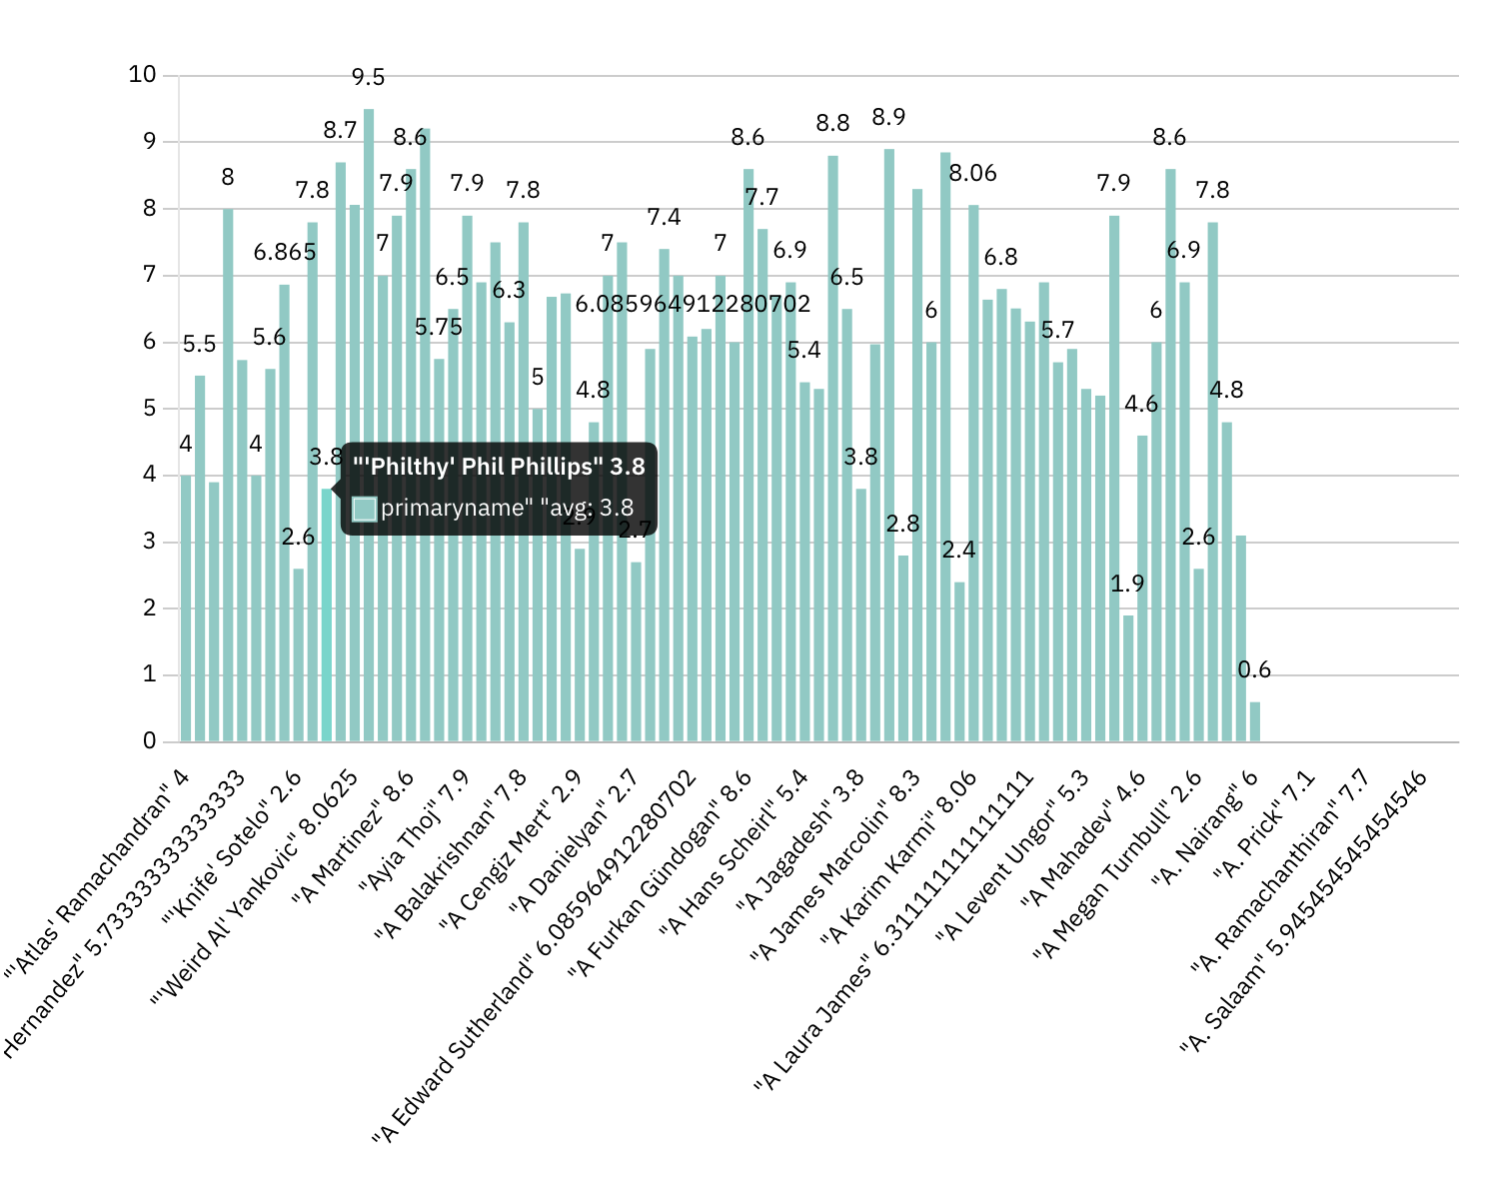 10
9
8
7
6
5
4
3
2
1
0
4
5.5
8
4
5.6
6.865
2.6
7.8
3.8
8.7
9.5
7
7.9
8.6
5.75
6.5
7.9
6.3
7.8
5
2.9
4.8
7
2.7
7.4
6.085964912280702
7
8.6
7.7
6.9
5.4
8.8
6.5
3.8
8.9
2.8
6
2.4
8.06
6.8
5.7
7.9
1.9
4.6
6
8.6
6.9
2.6
7.8
4.8
0.6
"'Philthy' Phil Phillips" 3.8
primaryname" "avg: 3.8
"'Atlas' Ramachandran" 4
Hernandez" 5.733333333333333
"'Knife' Sotelo" 2.6
"'Weird Al' Yankovic" 8.0625
"A Martinez" 8.6
"Ayia Thoj" 7.9
"A Balakrishnan" 7.8
"A Cengiz Mert" 2.9
"A Danielyan" 2.7
"A Edward Sutherland" 6.085964912280702
"A Furkan Gündogan" 8.6
"A Hans Scheirl" 5.4
"A Jagadesh" 3.8
"A James Marcolin" 8.3
"A Karim Karmi" 8.06
"A Laura James" 6.311111111111111
"A Levent Ungor" 5.3
"A Mahadev" 4.6
"A Megan Turnbull" 2.6
"A. Nairang" 6
"A. Prick" 7.1
"A. Ramachanthiran" 7.7
"A. Salaam" 5.945454545454546